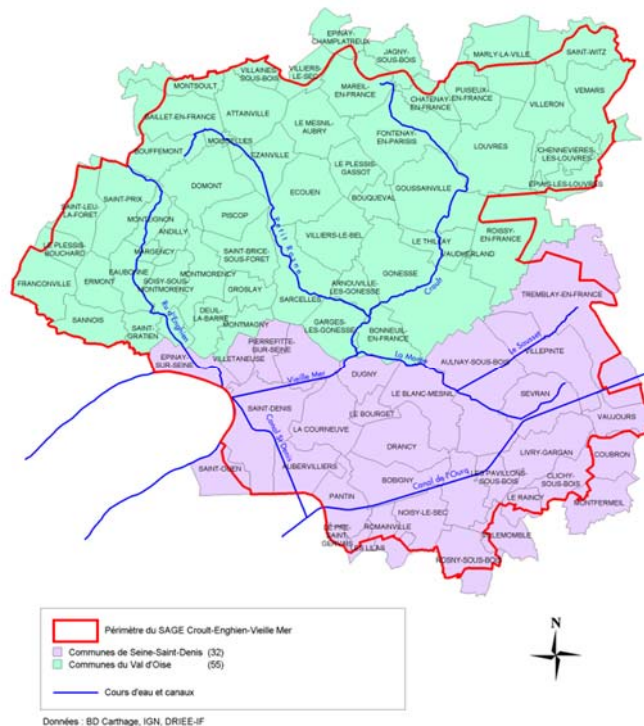 EPINAY-
CHAMPLATREUX
JAGNY-
SOUS-BOIS
MARLY-LA-VILLE
SAINT-WITZ
VILLIERS-
LE-SEC
VILLAINES-
SOUS-BOIS
MONTSOULT
MAREIL-
EN-FRANCE
CHATENAY-
EN-FRANCE
PUISEUX-
EN-FRANCE
VEMARS
VILLERON
BAILLET-EN-FRANCE
ATTAINVILLE
LE MESNIL-
AUBRY
FONTENAY-
EN-PARISIS
LOUVRES
CHENNEVIERES-
LES-LOUVRES
MOISSELLES
BOUFFEMONT
EZANVILLE
LE PLESSIS-
GASSOT
EPIAIS-LES-LOUVRES
DOMONT
ECOUEN
BOUQUEVAL
GOUSSAINVILLE
SAINT-PRIX
SAINT-LEU-
LA-FORET
MONTLIGNON
PISCOP
Petit Rosne
ANDILLY
VILLIERS-LE-BEL
LE THILLAY
ROISSY-
EN-FRANCE
LE PLESSIS-
BOUCHARD
MARGENCY
SAINT-BRICE-
SOUS-FORET
VAUDHERLAND
EAUBONNE
ERMONT
MONTMORENCY
SOISY-SOUS-
MONTMORENCY
FRANCONVILLE
GROSLAY
ARNOUVILLE-
LES-GONESSE
GONESSE
Croult
TREMBLAY-EN-FRANCE
SARCELLES
SANNOIS
SAINT-
GRATIEN
Ru d'Enghien
DEUIL-
LA-BARRE
MONTMAGNY
GARGES-
LES-GONESSE
BONNEUIL-
EN-FRANCE
PIERREFITTE-
SUR-SEINE
VILLETANEUSE
EPINAY-
SUR-SEINE
La Morée
AULNAY-SOUS-BOIS
Le Sausset
VILLEPINTE
DUGNY
Vieille Mer
LE BLANC-MESNIL
SEVRAN
SAINT-DENIS
LE BOURGET
VAUJOURS
LA COURNEUVE
Canal St Denis
DRANCY
LIVRY-GARGAN
COUBRON
SAINT-OUEN
AUBERVILLIERS
Canal de l'Ourcq
BOBIGNY
LES PAVILLONS-
SOUS-BOIS
CLICHY-
SOUS-BOIS
PANTIN
LE RAINCY
MONTFERMEIL
NOISY-LE-SEC
ROMAINVILLE
LE PRE-
SAINT-
GERVAIS
LES LILAS
VILLEMOMBLE
ROSNY-SOUS-BOIS
Périmètre du SAGE Croult-Enghien-Vieille Mer
Communes de Seine-Saint-Denis (32)
Communes du Val d'Oise (55)
Cours d'eau et canaux
N
Données : BD Carthage, IGN, DRIEE-IF